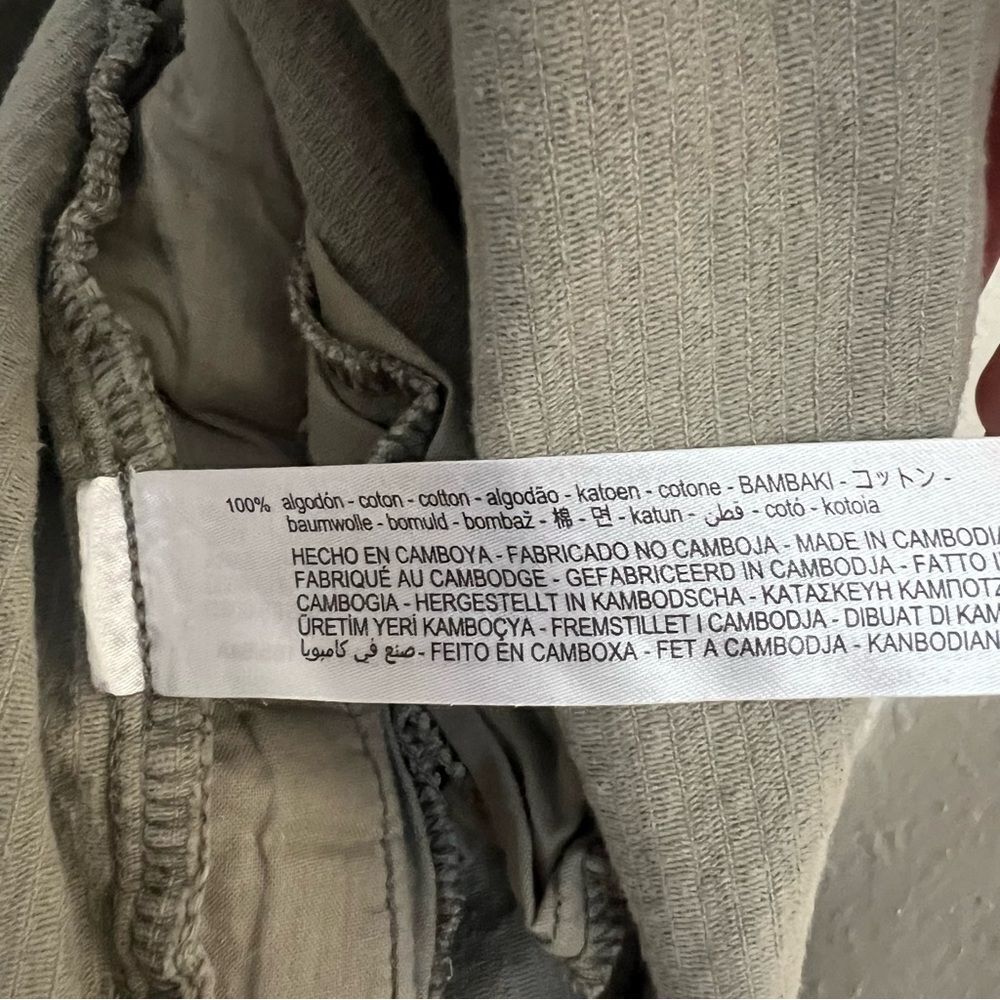 100% algodón - coton - cotton - algodão - katoen - cotone - BAMBAKI - コットン -
baumwolle - bomuld - bombaž - 棉 - 면 - katun - قطن - cotó - kotoia
HECHO EN CAMBOYA - FABRICADO NO CAMBOJA - MADE IN CAMBODIA
FABRIQUÉ AU CAMBODGE - GEFABRICEERD IN CAMBODJA - FATTO
CAMBOGIA - HERGESTELLT IN KAMBODSCHA - ΚΑΤΑΣΚΕΥΗ ΚΑΜΠΟΤΖ
ÜRETİM YERİ KAMBOÇYA - FREMSTILLET I CAMBODJA - DIBUAT DI KAM
صنع في كامبوديا - FEITO EN CAMBOXA - FET A CAMBODJA - KANBODIAN